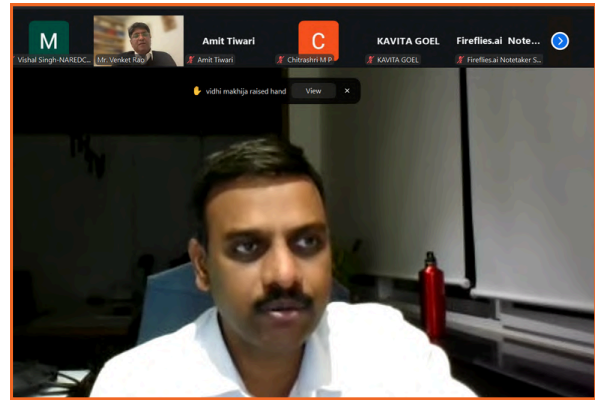 M
Vishal Singh-NAREDC...
Mr. Venket Rao
Amit Tiwari
Amit Tiwari
C
Chitrashri M P
KAVITA GOEL
KAVITA GOEL
Fireflies.ai Note...
Fireflies.ai Notetaker S...
vidhi makhija raised hand
View